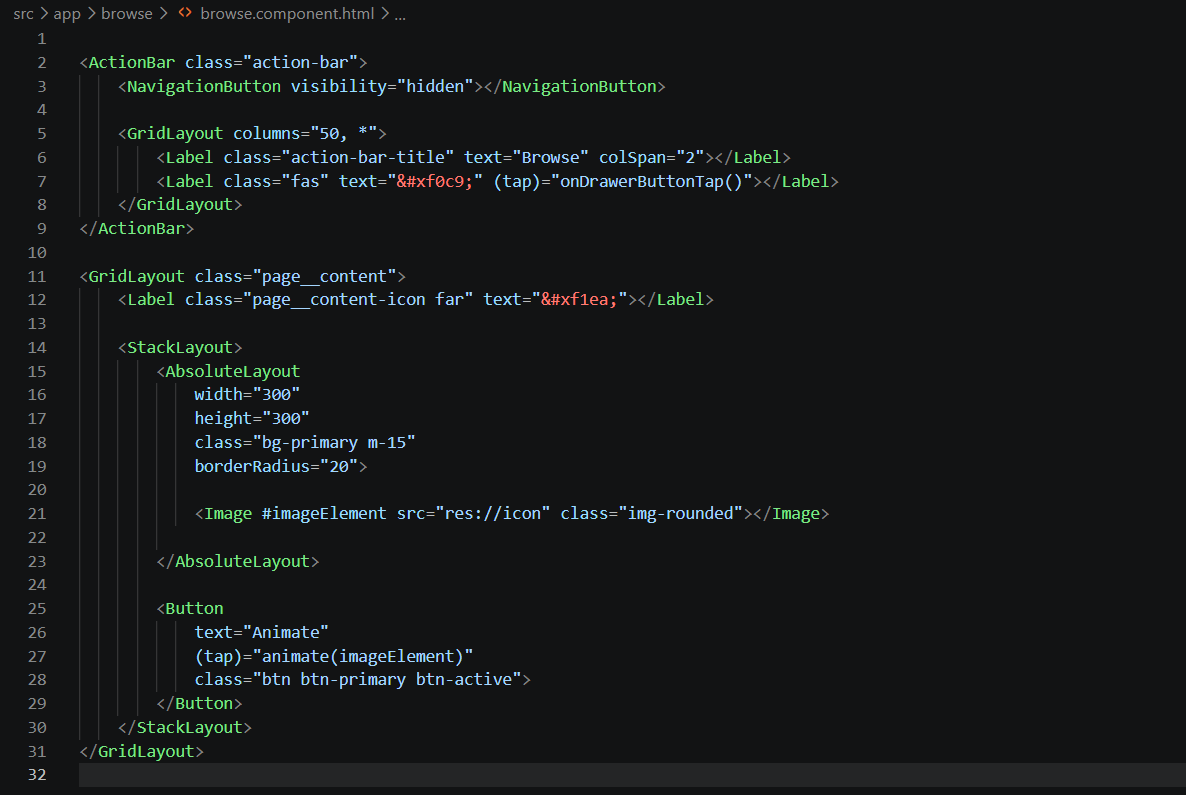 src > app > browse > <> browse.component.html > ...
1
2 <ActionBar class="action-bar">
3     <NavigationButton visibility="hidden"></NavigationButton>
4
5     <GridLayout columns="50, *">
6         <Label class="action-bar-title" text="Browse" colSpan="2"></Label>
7         <Label class="fas" text="&#xf0c9;" (tap)="onDrawerButtonTap()"></Label>
8     </GridLayout>
9 </ActionBar>
10
11 <GridLayout class="page__content">
12     <Label class="page__content-icon far" text="&#xf1ea;"></Label>
13
14     <StackLayout>
15         <AbsoluteLayout
16             width="300"
17             height="300"
18             class="bg-primary m-15"
19             borderRadius="20">
20
21             <Image #imageElement src="res://icon" class="img-rounded"></Image>
22
23         </AbsoluteLayout>
24
25         <Button
26             text="Animate"
27             (tap)="animate(imageElement)"
28             class="btn btn-primary btn-active">
29         </Button>
30     </StackLayout>
31 </GridLayout>
32